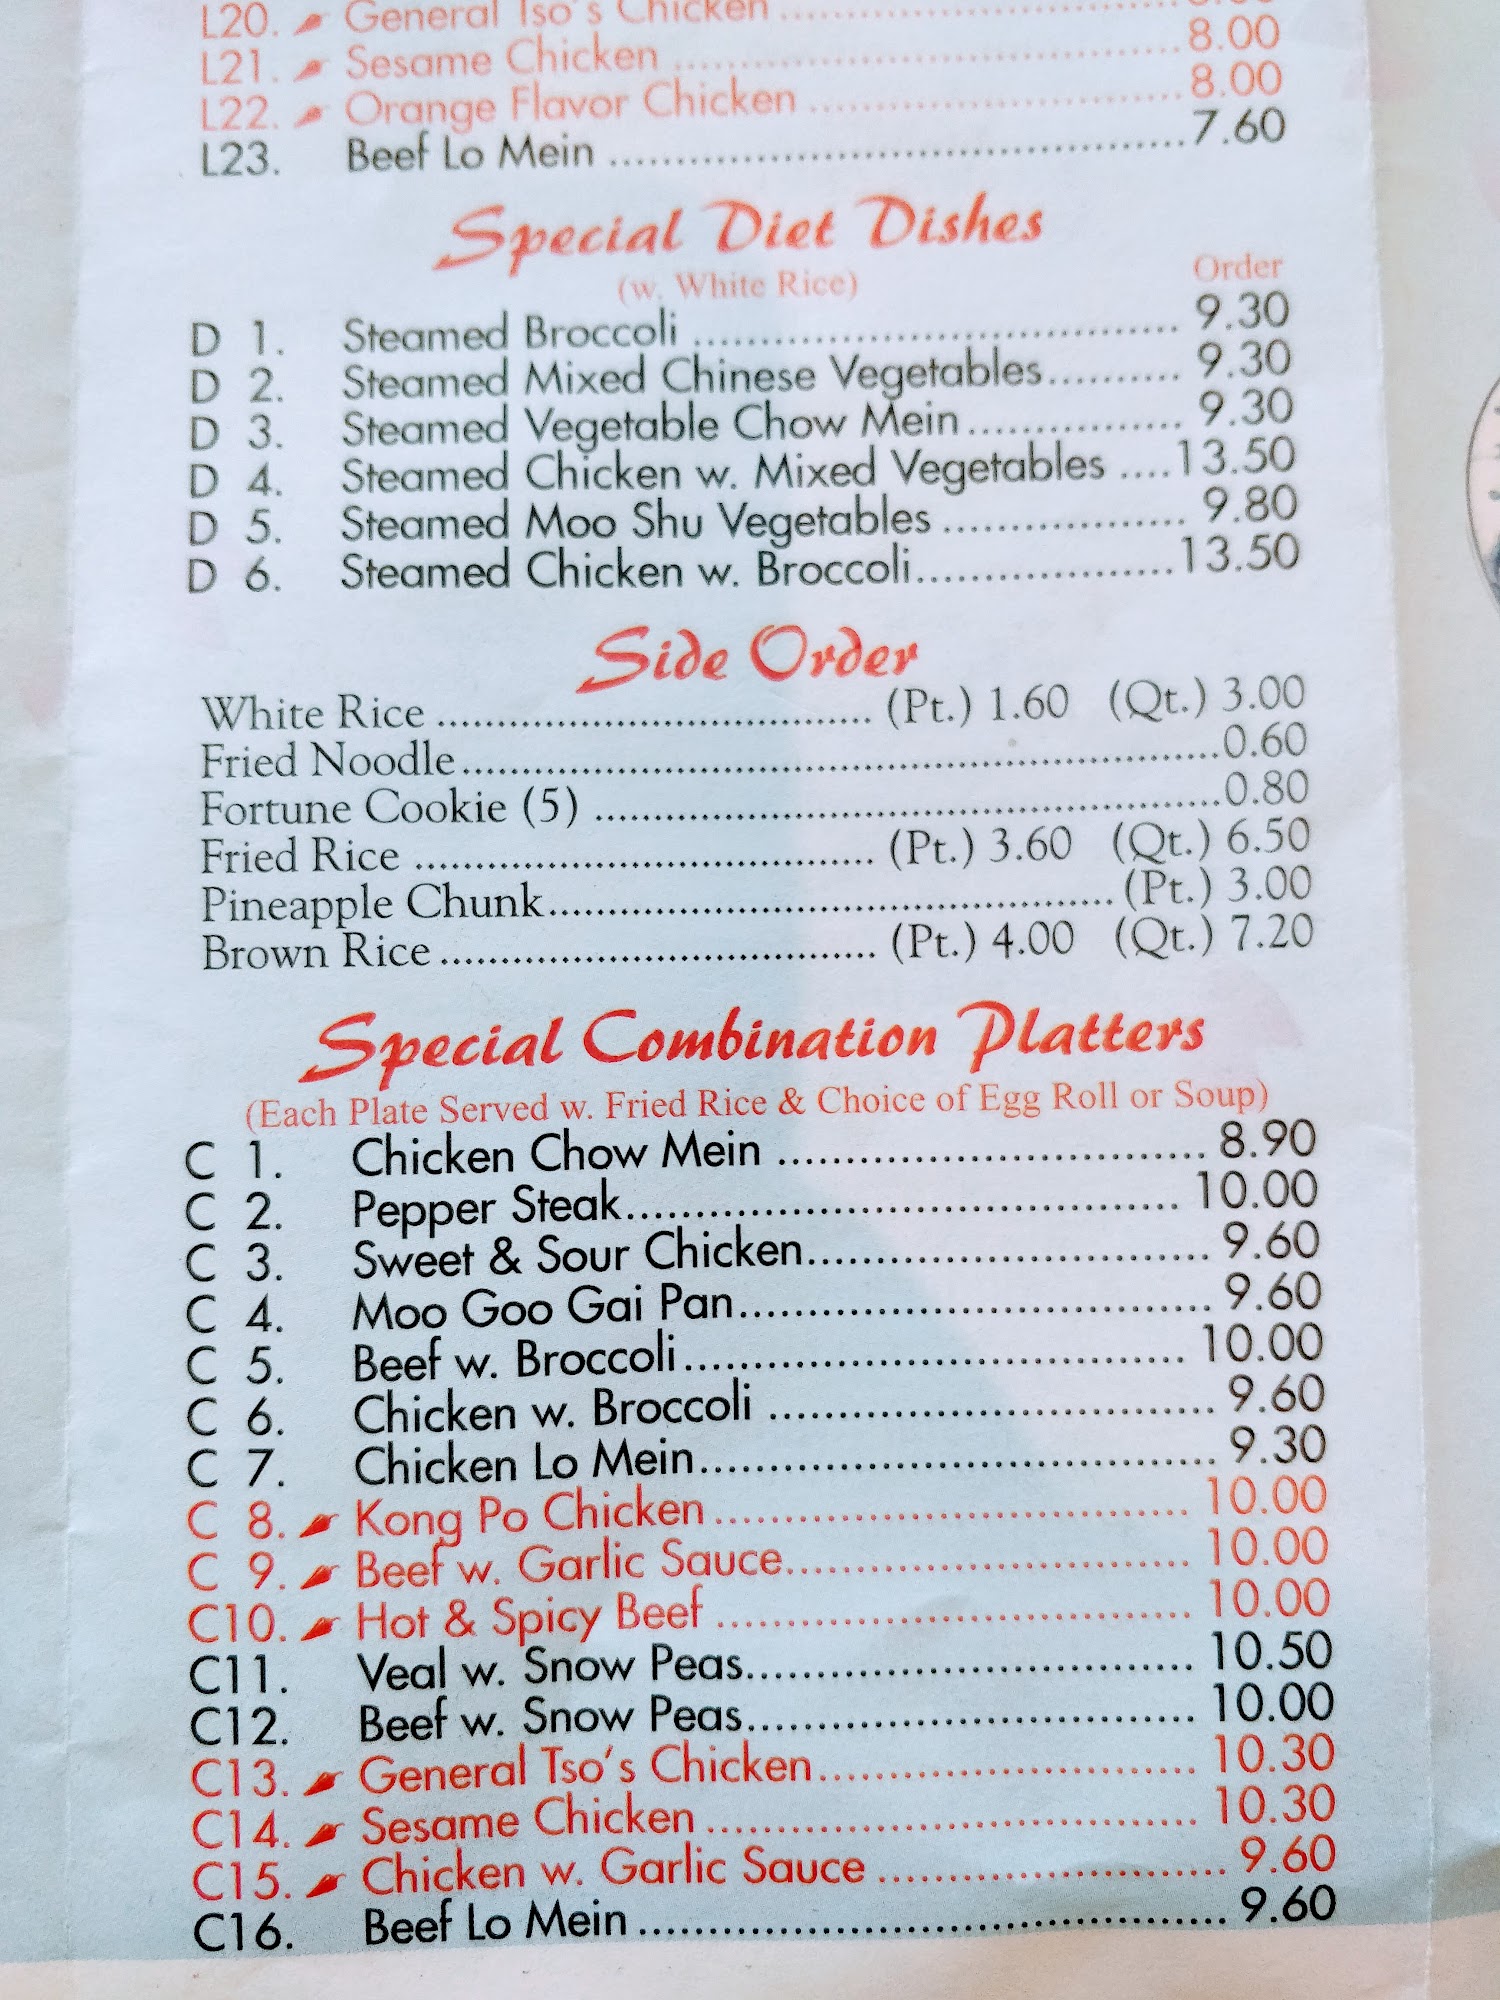 L20. General Tso's Chicken
L21. Sesame Chicken 8.00
L22. Orange Flavor Chicken 8.00
L23. Beef Lo Mein 7.60
Special Diet Dishes
(w. White Rice) Order
D 1. Steamed Broccoli 9.30
D 2. Steamed Mixed Chinese Vegetables 9.30
D 3. Steamed Vegetable Chow Mein 9.30
D 4. Steamed Chicken w. Mixed Vegetables 13.50
D 5. Steamed Moo Shu Vegetables 9.80
D 6. Steamed Chicken w. Broccoli 13.50
Side Order
White Rice (Pt.) 1.60 (Qt.) 3.00
Fried Noodle 0.60
Fortune Cookie (5) 0.80
Fried Rice (Pt.) 3.60 (Qt.) 6.50
Pineapple Chunk (Pt.) 3.00
Brown Rice (Pt.) 4.00 (Qt.) 7.20
Special Combination Platters
(Each Plate Served w. Fried Rice & Choice of Egg Roll or Soup)
C 1. Chicken Chow Mein 8.90
C 2. Pepper Steak 10.00
C 3. Sweet & Sour Chicken 9.60
C 4. Moo Goo Gai Pan 9.60
C 5. Beef w. Broccoli 10.00
C 6. Chicken w. Broccoli 9.60
C 7. Chicken Lo Mein 9.30
C 8. Kong Po Chicken 10.00
C 9. Beef w. Garlic Sauce 10.00
C10. Hot & Spicy Beef 10.00
C11. Veal w. Snow Peas 10.50
C12. Beef w. Snow Peas 10.00
C13. General Tso's Chicken 10.30
C14. Sesame Chicken 10.30
C15. Chicken w. Garlic Sauce 9.60
C16. Beef Lo Mein 9.60